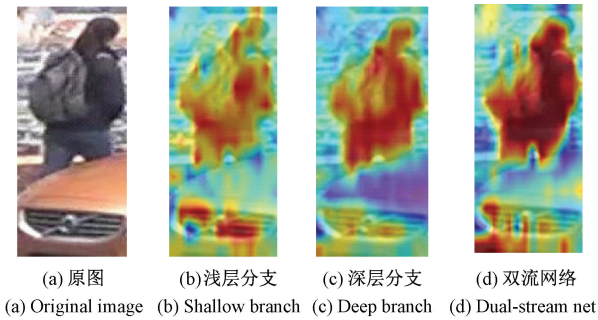 (a) 原图 (b)浅层分支 (c) 深层分支 (d) 双流网络
(a) Original image (b) Shallow branch (c) Deep branch (d) Dual-stream net